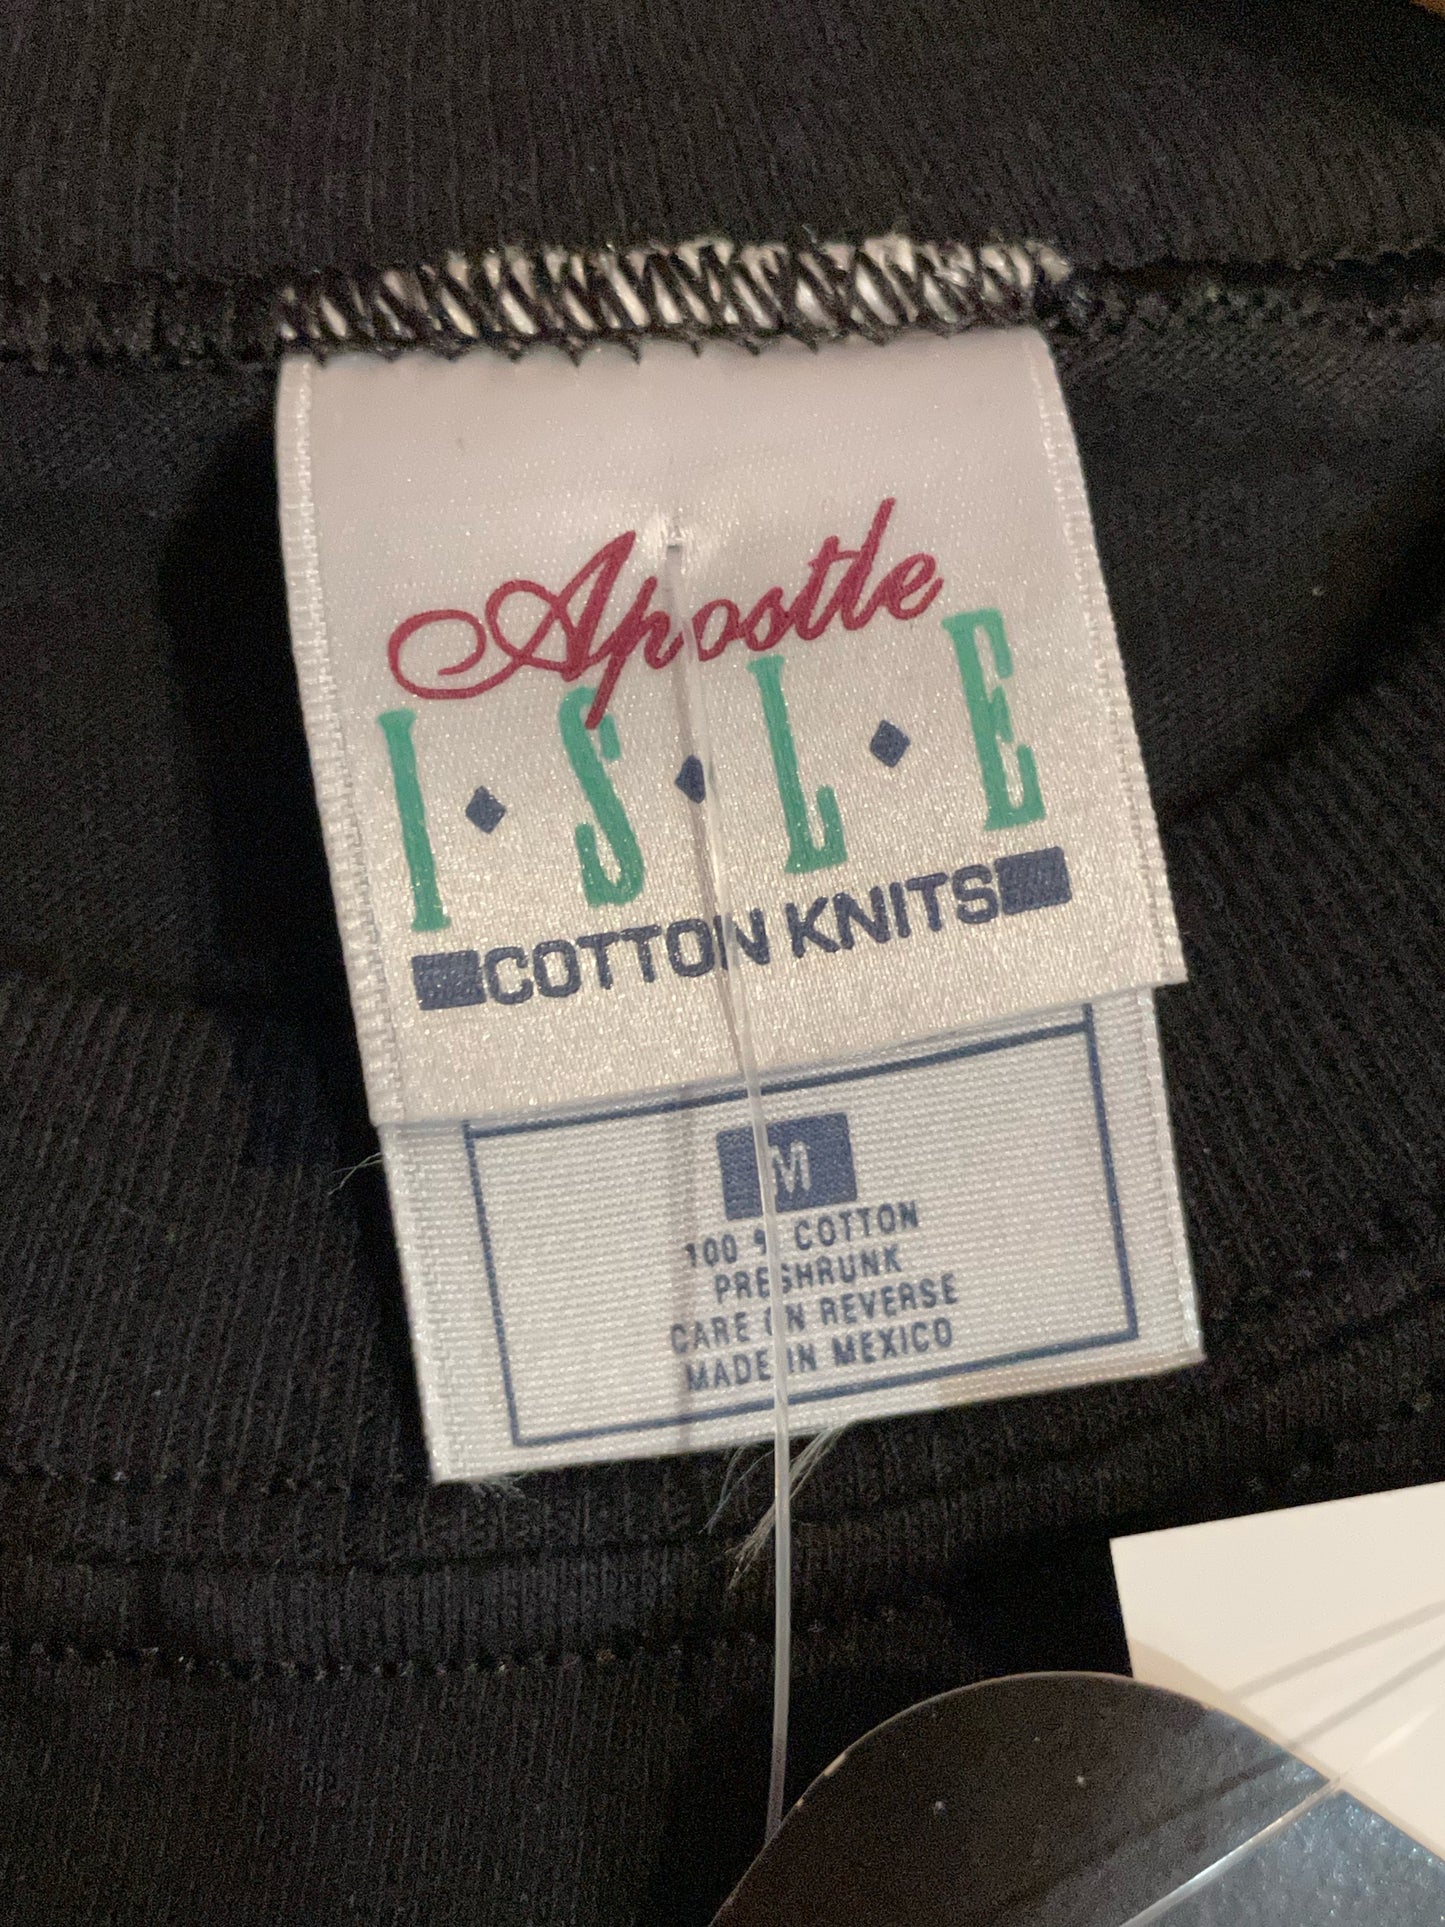 Apostle
I · S · L · E
COTTON KNITS
M
100 % COTTON
PRESHRUNK
CARE ON REVERSE
MADE IN MEXICO